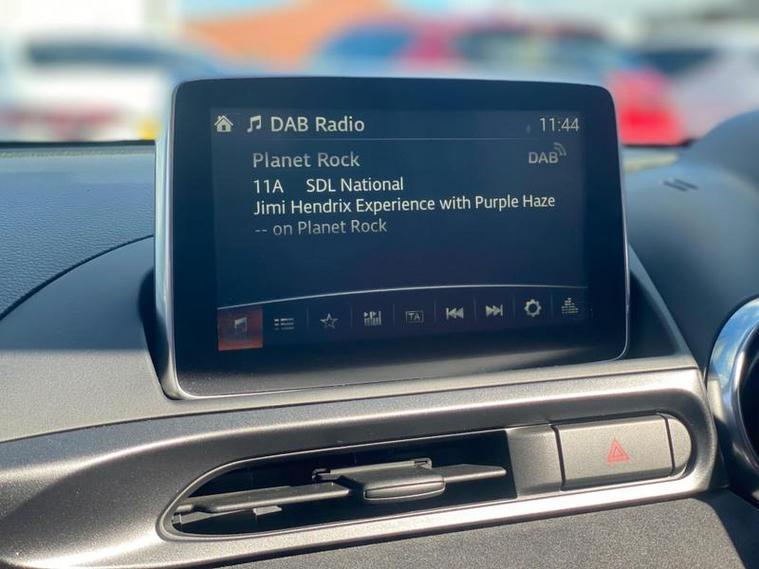 DAB Radio 11:44
Planet Rock DAB
11A SDL National
Jimi Hendrix Experience with Purple Haze
-- on Planet Rock
TA